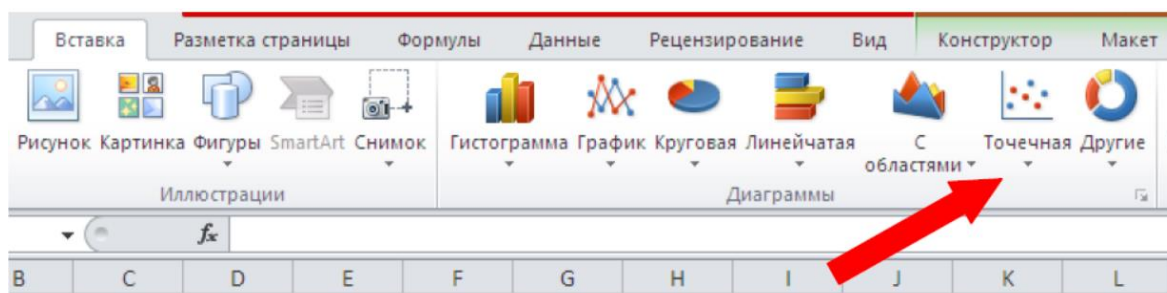 Вставка Разметка страницы Формулы Данные Рецензирование Вид Конструктор Макет
Рисунок Картинка Фигуры SmartArt Снимок Гистограмма График Круговая Линейчатая С областями Точечная Другие
Иллюстрации Диаграммы
fx
B C D E F G H I J K L